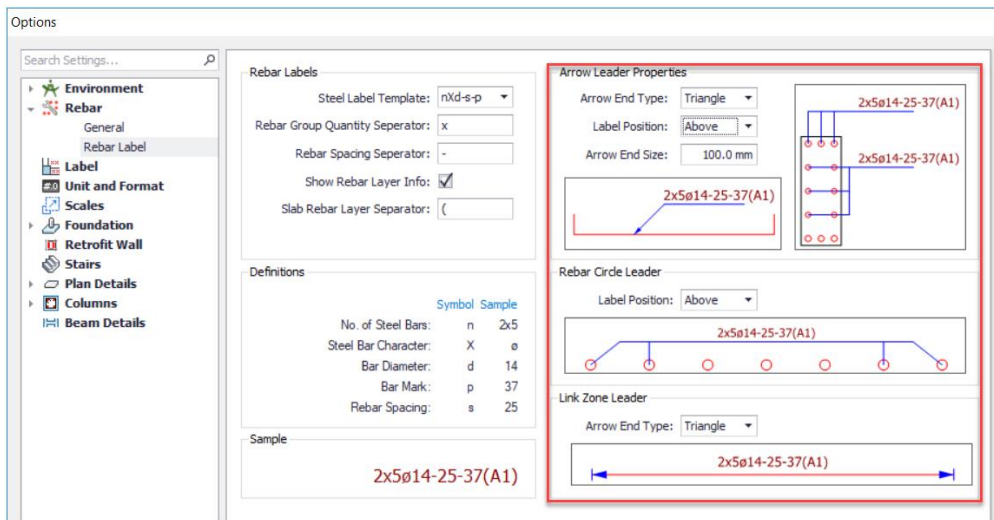 Options
Search Settings...
Environment
Rebar
General
Rebar Label
Label
Unit and Format
Scales
Foundation
Retrofit Wall
Stairs
Plan Details
Columns
Beam Details
Rebar Labels
Steel Label Template: nXd-s-p
Rebar Group Quantity Seperator: x
Rebar Spacing Seperator: -
Show Rebar Layer Info:
Slab Rebar Layer Separator: (
Definitions
Symbol Sample
No. of Steel Bars: n 2x5
Steel Bar Character: X ø
Bar Diameter: d 14
Bar Mark: p 37
Rebar Spacing: s 25
Sample
2x5ø14-25-37(A1)
Arrow Leader Properties
Arrow End Type: Triangle
Label Position: Above
Arrow End Size: 100.0 mm
2x5ø14-25-37(A1)
2x5ø14-25-37(A1)
2x5ø14-25-37(A1)
Rebar Circle Leader
Label Position: Above
2x5ø14-25-37(A1)
Link Zone Leader
Arrow End Type: Triangle
2x5ø14-25-37(A1)